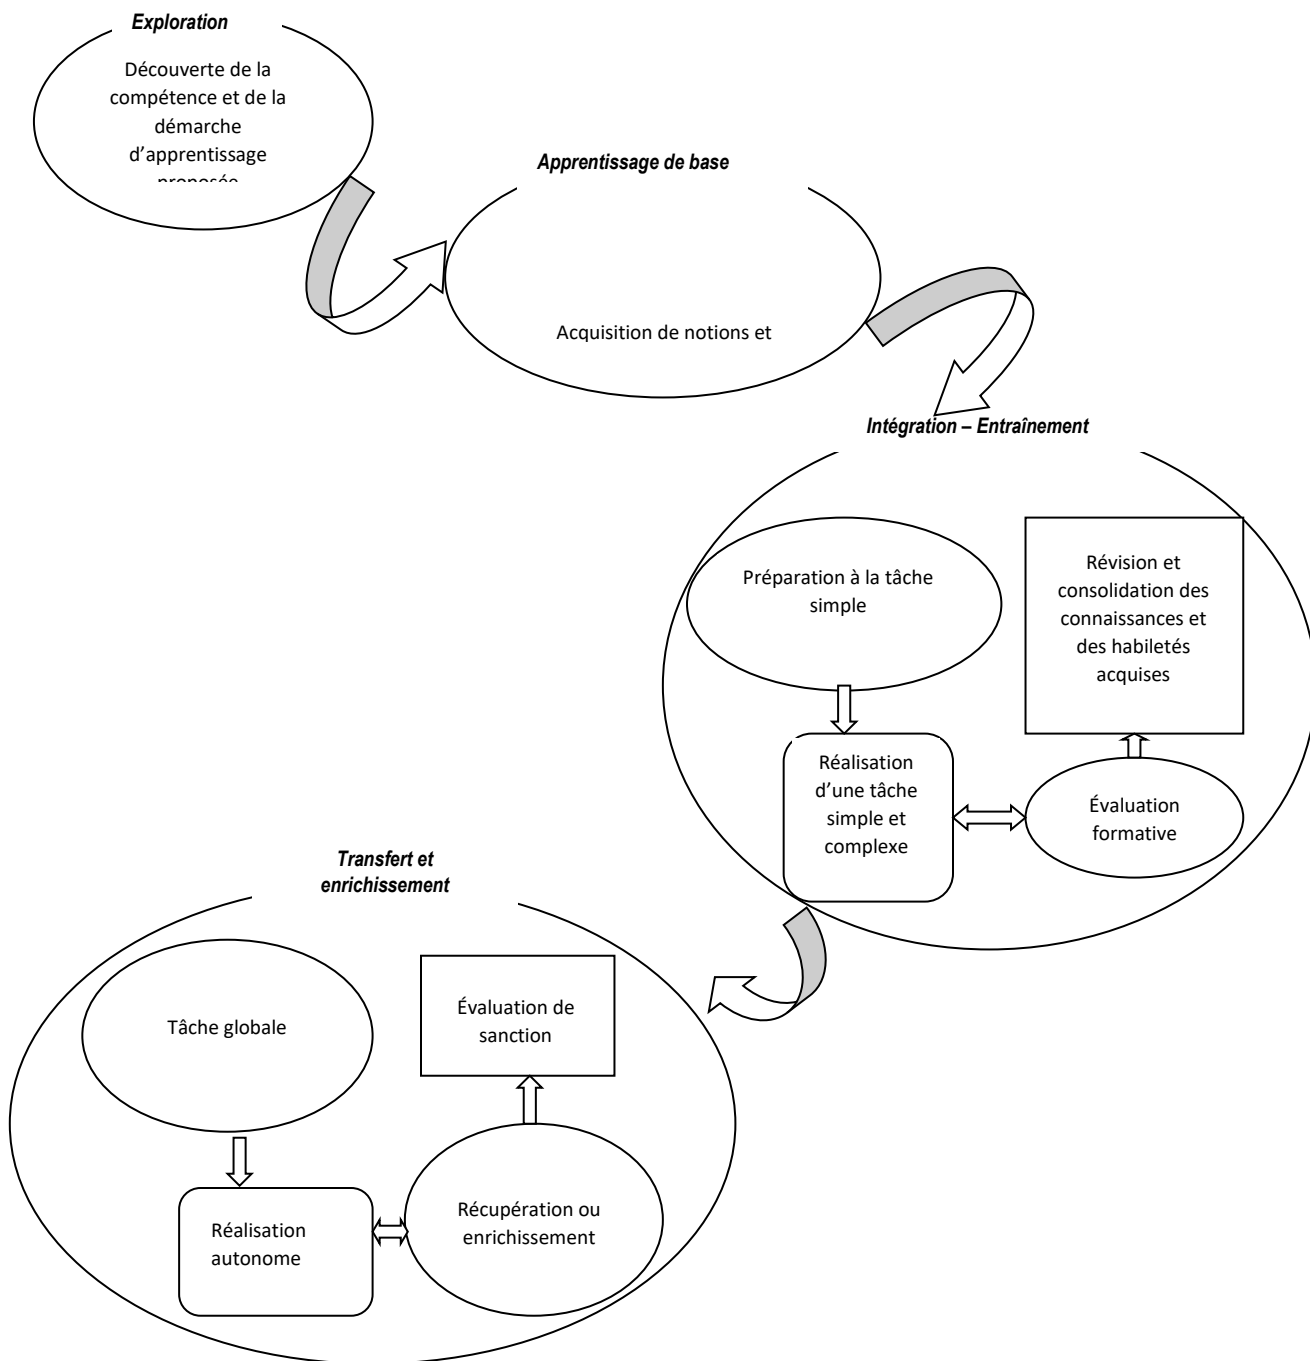 Exploration
Découverte de la
compétence et de la
démarche
d’apprentissage
proposée
Apprentissage de base
Acquisition de notions et
Intégration – Entraînement
Préparation à la tâche
simple
Révision et
consolidation des
connaissances et
des habiletés
acquises
Réalisation
d’une tâche
simple et
complexe
Évaluation
formative
Transfert et
enrichissement
Tâche globale
Évaluation de
sanction
Réalisation
autonome
Récupération ou
enrichissement